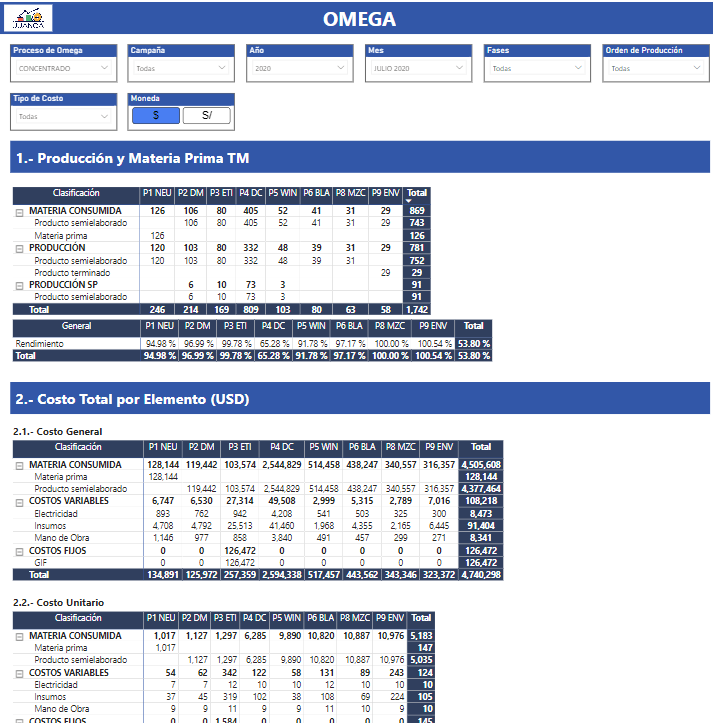 JUANCA
OMEGA
Proceso de Omega Campaña Año Mes Fases Orden de Producción
CONCENTRADO Todas 2020 JULIO 2020 Todas Todas
Tipo de Costo Moneda
Todas $ S/
1.- Producción y Materia Prima TM
Clasificación P1 NEU P2 DM P3 ETI P4 DC P5 WIN P6 BLA P8 MZC P9 ENV Total
MATERIA CONSUMIDA 126 106 80 405 52 41 31 29 869
Producto semielaborado 106 80 405 52 41 31 29 743
Materia prima 126 126
PRODUCCIÓN 120 103 80 332 48 39 31 29 781
Producto semielaborado 120 103 80 332 48 39 31 752
Producto terminado 29 29
PRODUCCIÓN SP 6 10 73 3 91
Producto semielaborado 6 10 73 3 91
Total 246 214 169 809 103 80 63 58 1,742
General P1 NEU P2 DM P3 ETI P4 DC P5 WIN P6 BLA P8 MZC P9 ENV Total
Rendimiento 94.98 % 96.99 % 99.78 % 65.28 % 91.78 % 97.17 % 100.00 % 100.54 % 53.80 %
Total 94.98 % 96.99 % 99.78 % 65.28 % 91.78 % 97.17 % 100.00 % 100.54 % 53.80 %
2.- Costo Total por Elemento (USD)
2.1.- Costo General
Clasificación P1 NEU P2 DM P3 ETI P4 DC P5 WIN P6 BLA P8 MZC P9 ENV Total
MATERIA CONSUMIDA 128,144 119,442 103,574 2,544,829 514,458 438,247 340,557 316,357 4,505,608
Materia prima 128,144 128,144
Producto semielaborado 119,442 103,574 2,544,829 514,458 438,247 340,557 316,357 4,377,464
COSTOS VARIABLES 6,747 6,530 27,314 49,508 2,999 5,315 2,789 7,016 108,218
Electricidad 893 762 942 4,208 541 503 325 300 8,473
Insumos 4,708 4,792 25,513 41,460 1,968 4,355 2,165 6,445 91,404
Mano de Obra 1,146 977 858 3,840 491 457 299 271 8,341
COSTOS FIJOS 0 0 126,472 0 0 0 0 0 126,472
GIF 0 0 126,472 0 0 0 0 0 126,472
Total 134,891 125,972 257,359 2,594,338 517,457 443,562 343,346 323,372 4,740,298
2.2.- Costo Unitario
Clasificación P1 NEU P2 DM P3 ETI P4 DC P5 WIN P6 BLA P8 MZC P9 ENV Total
MATERIA CONSUMIDA 1,017 1,127 1,297 6,285 9,890 10,820 10,887 10,976 5,183
Materia prima 1,017 147
Producto semielaborado 1,127 1,297 6,285 9,890 10,820 10,887 10,976 5,035
COSTOS VARIABLES 54 62 342 122 58 131 89 243 124
Electricidad 7 7 12 10 10 12 10 10 10
Insumos 37 45 319 102 38 108 69 224 105
Mano de Obra 9 9 11 9 9 11 10 9 10
COSTOS FIJOS 0 0 1,584 0 0 0 0 0 145